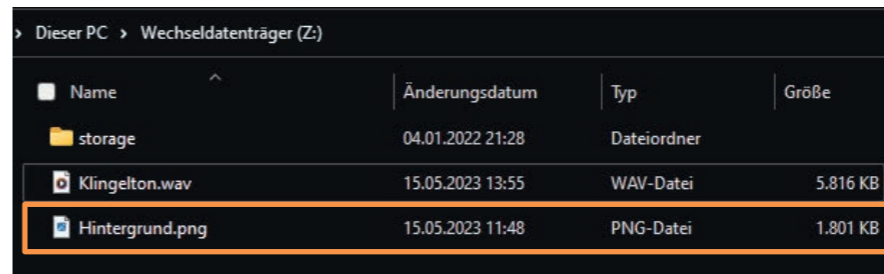 Dieser PC › Wechseldatenträger (Z:)
Name Änderungsdatum Typ Größe
storage 04.01.2022 21:28 Dateiordner
Klingelton.wav 15.05.2023 13:55 WAV-Datei 5.816 KB
Hintergrund.png 15.05.2023 11:48 PNG-Datei 1.801 KB